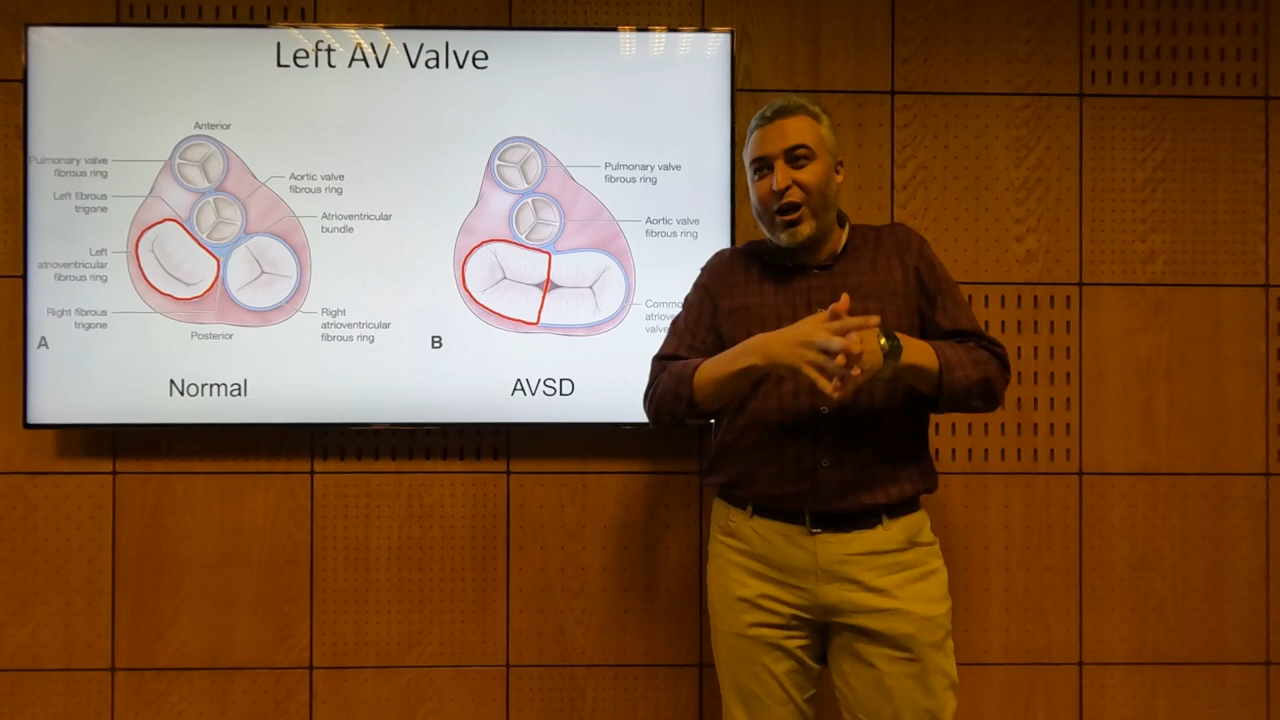 Left AV Valve
Anterior
Pulmonary valve
fibrous ring
Left fibrous
trigone
Left
atrioventricular
fibrous ring
Right fibrous
trigone
Posterior
Aortic valve
fibrous ring
Atrioventricular
bundle
Right
atrioventricular
fibrous ring
A
Normal
Pulmonary valve
fibrous ring
Aortic valve
fibrous ring
valve
B
AVSD